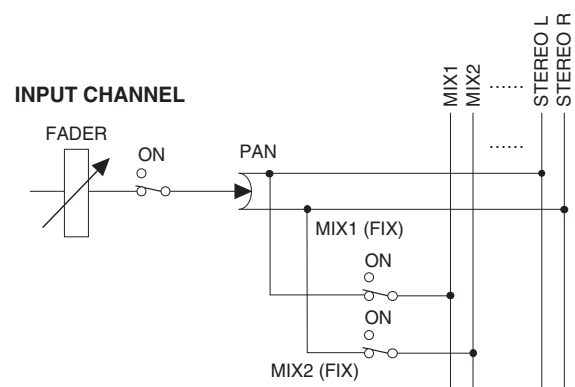 MIX1
MIX2
......
STEREO L
STEREO R
......
INPUT CHANNEL
FADER
ON
PAN
MIX1 (FIX)
ON
ON
MIX2 (FIX)